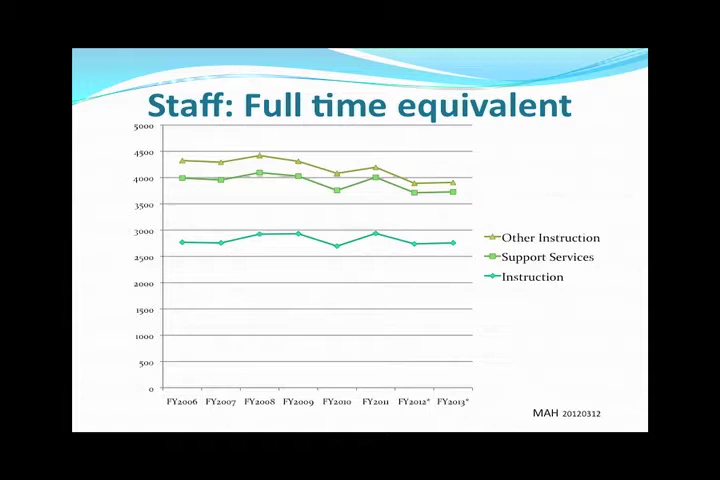 Staff: Full time equivalent
5000
4500
4000
3500
3000
2500
2000
1500
1000
500
0
FY2006 FY2007 FY2008 FY2009 FY2010 FY2011 FY2012* FY2013*
Other Instruction
Support Services
Instruction
MAH 20120312